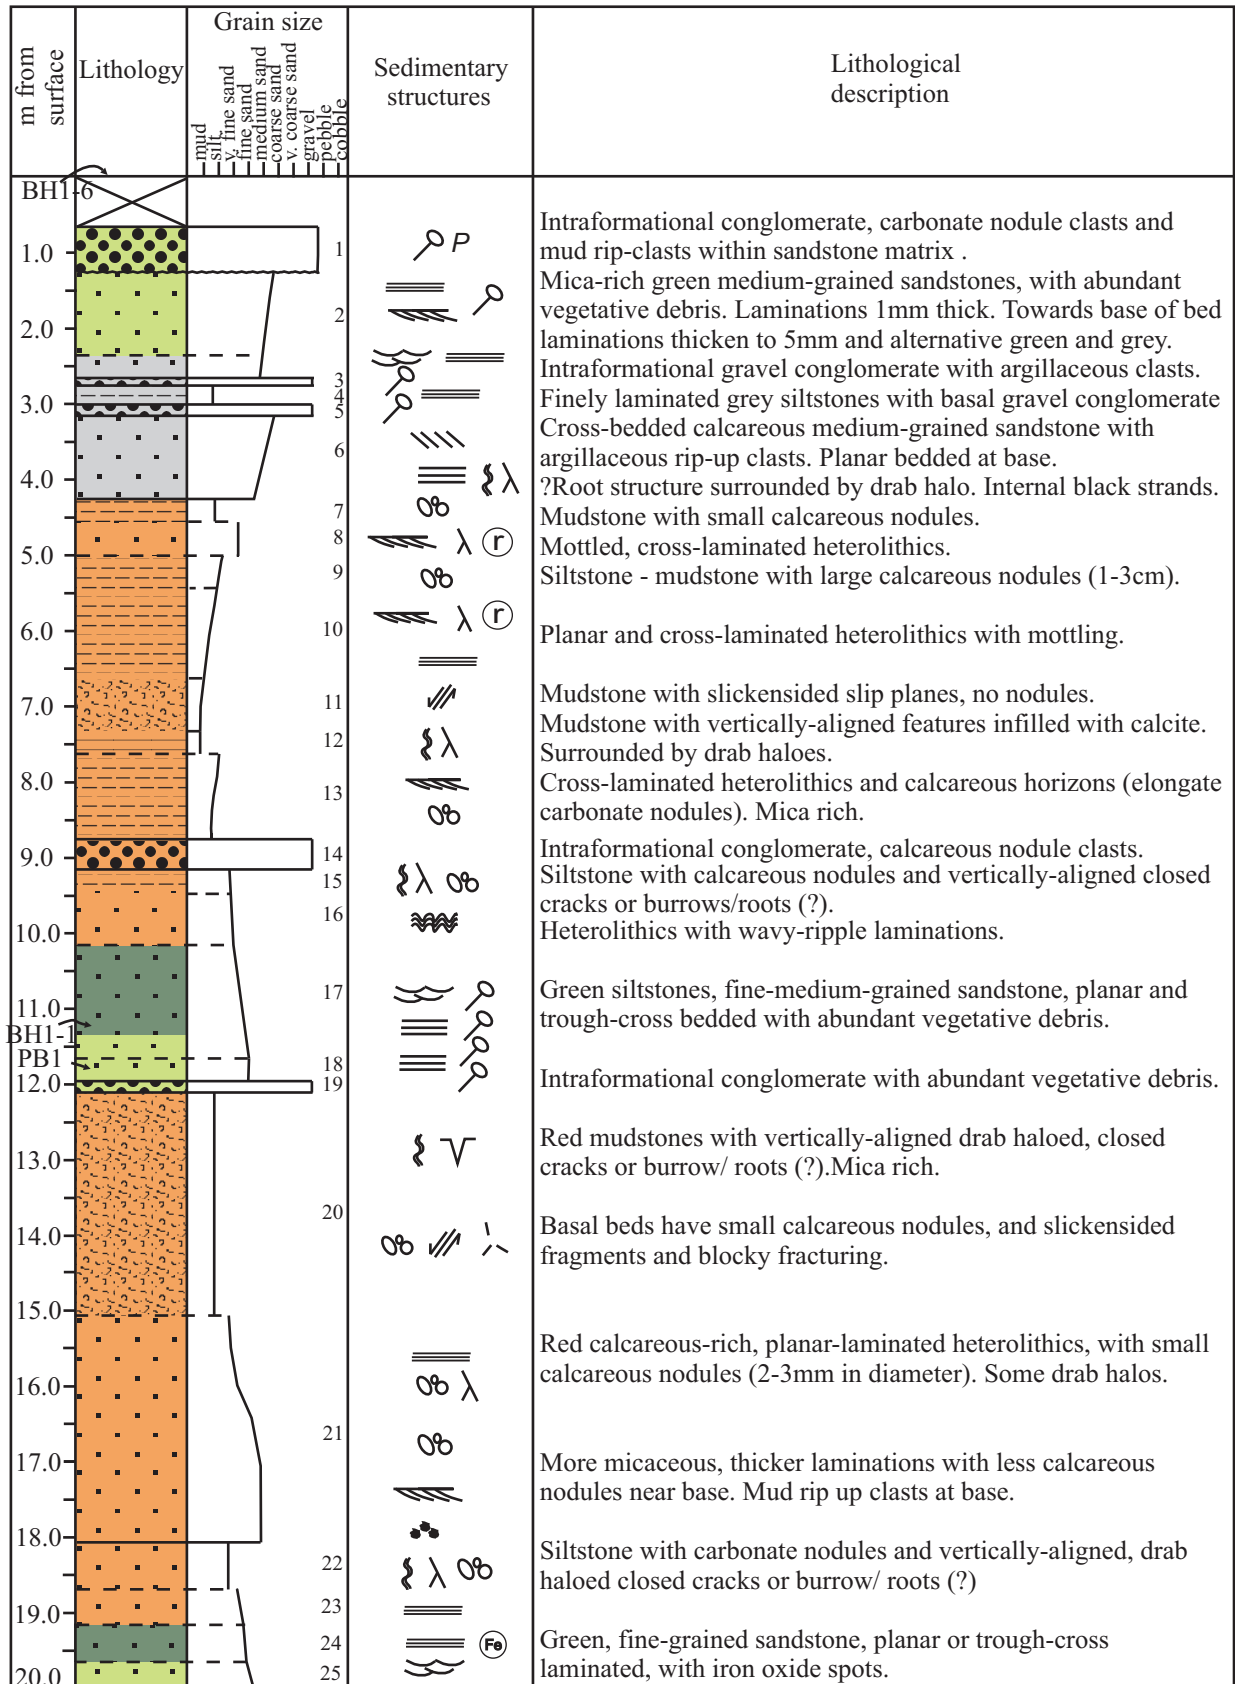 m from surface
Lithology
Grain size
mud
silt
v. fine sand
fine sand
medium sand
coarse sand
v. coarse sand
gravel
pebble
cobble
Sedimentary
structures
Lithological
description
BH1-6
1.0
2.0
3.0
4.0
5.0
6.0
7.0
8.0
9.0
10.0
11.0
BH1-1
PB1
12.0
13.0
14.0
15.0
16.0
17.0
18.0
19.0
20.0
1
2
3
4
5
6
7
8
9
10
11
12
13
14
15
16
17
18
19
20
21
22
23
24
25
P
r
r
Fe
Intraformational conglomerate, carbonate nodule clasts and
mud rip-clasts within sandstone matrix .
Mica-rich green medium-grained sandstones, with abundant
vegetative debris. Laminations 1mm thick. Towards base of bed
laminations thicken to 5mm and alternative green and grey.
Intraformational gravel conglomerate with argillaceous clasts.
Finely laminated grey siltstones with basal gravel conglomerate
Cross-bedded calcareous medium-grained sandstone with
argillaceous rip-up clasts. Planar bedded at base.
?Root structure surrounded by drab halo. Internal black strands.
Mudstone with small calcareous nodules.
Mottled, cross-laminated heterolithics.
Siltstone - mudstone with large calcareous nodules (1-3cm).
Planar and cross-laminated heterolithics with mottling.
Mudstone with slickensided slip planes, no nodules.
Mudstone with vertically-aligned features infilled with calcite.
Surrounded by drab haloes.
Cross-laminated heterolithics and calcareous horizons (elongate
carbonate nodules). Mica rich.
Intraformational conglomerate, calcareous nodule clasts.
Siltstone with calcareous nodules and vertically-aligned closed
cracks or burrows/roots (?).
Heterolithics with wavy-ripple laminations.
Green siltstones, fine-medium-grained sandstone, planar and
trough-cross bedded with abundant vegetative debris.
Intraformational conglomerate with abundant vegetative debris.
Red mudstones with vertically-aligned drab haloed, closed
cracks or burrow/ roots (?).Mica rich.
Basal beds have small calcareous nodules, and slickensided
fragments and blocky fracturing.
Red calcareous-rich, planar-laminated heterolithics, with small
calcareous nodules (2-3mm in diameter). Some drab halos.
More micaceous, thicker laminations with less calcareous
nodules near base. Mud rip up clasts at base.
Siltstone with carbonate nodules and vertically-aligned, drab
haloed closed cracks or burrow/ roots (?)
Green, fine-grained sandstone, planar or trough-cross
laminated, with iron oxide spots.